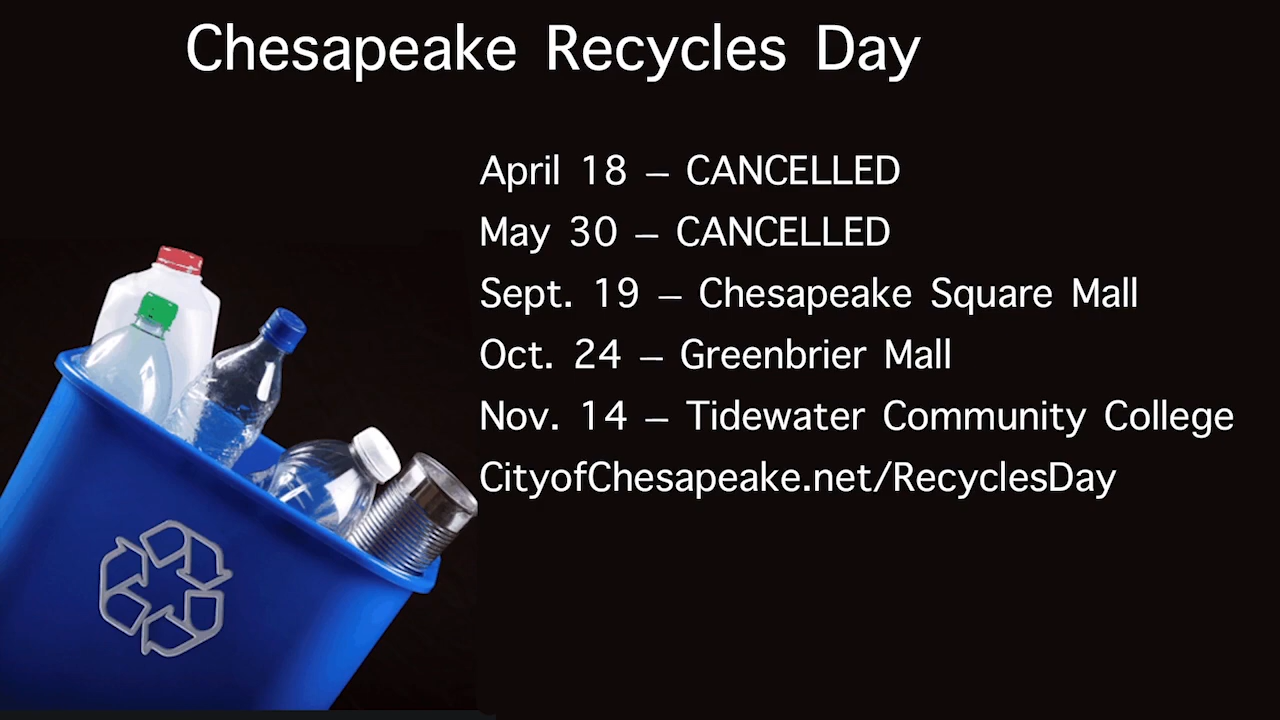 Chesapeake Recycles Day
April 18 – CANCELLED
May 30 – CANCELLED
Sept. 19 – Chesapeake Square Mall
Oct. 24 – Greenbrier Mall
Nov. 14 – Tidewater Community College
CityofChesapeake.net/RecyclesDay